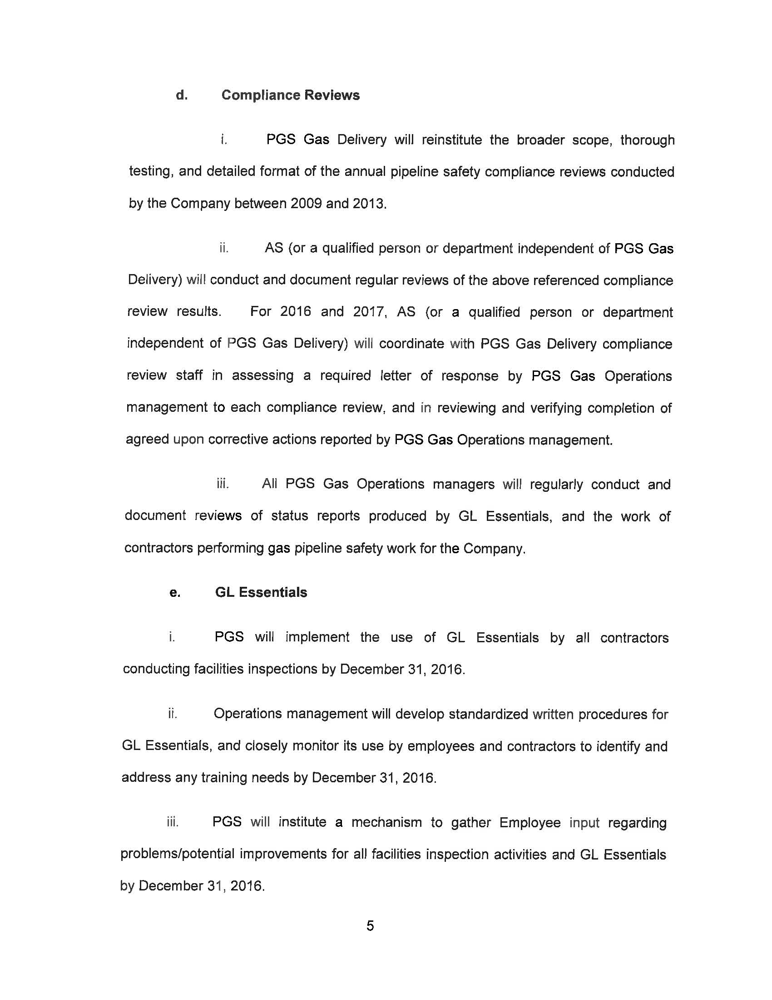 d. Compliance Reviews
i. PGS Gas Delivery will reinstitute the broader scope, thorough
testing, and detailed format of the annual pipeline safety compliance reviews conducted
by the Company between 2009 and 2013.
ii. AS (or a qualified person or department independent of PGS Gas
Delivery) will conduct and document regular reviews of the above referenced compliance
review results. For 2016 and 2017, AS (or a qualified person or department
independent of PGS Gas Delivery) will coordinate with PGS Gas Delivery compliance
review staff in assessing a required letter of response by PGS Gas Operations
management to each compliance review, and in reviewing and verifying completion of
agreed upon corrective actions reported by PGS Gas Operations management.
iii. All PGS Gas Operations managers will regularly conduct and
document reviews of status reports produced by GL Essentials, and the work of
contractors performing gas pipeline safety work for the Company.
e. GL Essentials
i. PGS will implement the use of GL Essentials by all contractors
conducting facilities inspections by December 31, 2016.
ii. Operations management will develop standardized written procedures for
GL Essentials, and closely monitor its use by employees and contractors to identify and
address any training needs by December 31, 2016.
iii. PGS will institute a mechanism to gather Employee input regarding
problems/potential improvements for all facilities inspection activities and GL Essentials
by December 31, 2016.
5